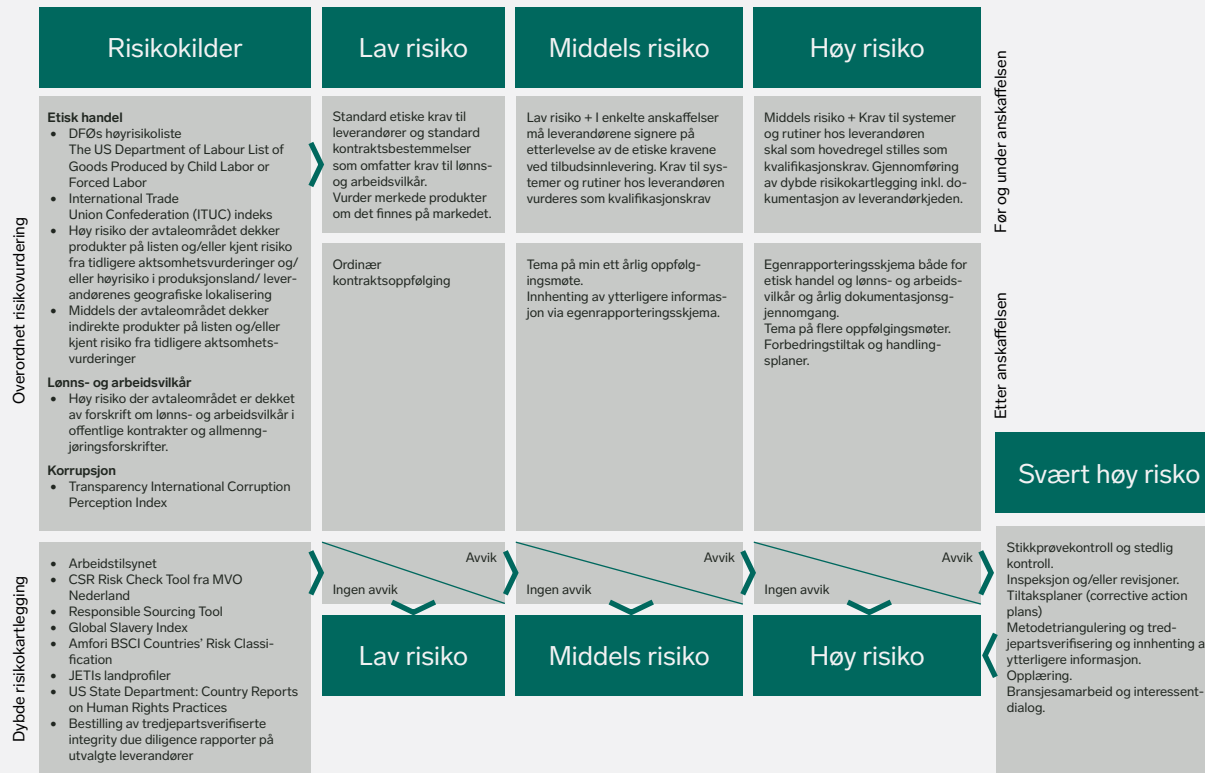 Risikokilder
Lav risiko
Middels risiko
Høy risiko
Overordnet risikovurdering
Etisk handel
• DFØs høyrisikoliste
The US Department of Labour List of
Goods Produced by Child Labor or
Forced Labor
• International Trade
Union Confederation (ITUC) indeks
• Høy risiko der avtaleområdet dekker
produkter på listen og/eller kjent risiko
fra tidligere aktsomhetsvurderinger og/
eller høyrisiko i produksjonsland/ lever-
andørenes geografiske lokalisering
• Middels der avtaleområdet dekker
indirekte produkter på listen og/eller
kjent risiko fra tidligere aktsomhets-
vurderinger
Lønns- og arbeidsvilkår
• Høy risiko der avtaleområdet er dekket
av forskrift om lønns- og arbeidsvilkår i
offentlige kontrakter og allmenng-
jøringsforskrifter.
Korrupsjon
• Transparency International Corruption
Perception Index
Standard etiske krav til
leverandører og standard
kontraktsbestemmelser
som omfatter krav til lønns-
og arbeidsvilkår.
Vurder merkede produkter
om det finnes på markedet.
Lav risiko + I enkelte anskaffelser
må leverandørene signere på
etterlevelse av de etiske kravene
ved tilbudsinnlevering. Krav til sys-
temer og rutiner hos leverandøren
vurderes som kvalifikasjonskrav
Middels risiko + Krav til systemer
og rutiner hos leverandøren
skal som hovedregel stilles som
kvalifikasjonskrav. Gjennomføring
av dybde risikokartlegging inkl. do-
kumentasjon av leverandørkjeden.
Før og under anskaffelsen
Ordinær
kontraktsoppfølging
Tema på min ett årlig oppfølg-
ingsmøte.
Innhenting av ytterligere informas-
jon via egenrapporteringsskjema.
Egenrapporteringsskjema både for
etisk handel og lønns- og arbeids-
vilkår og årlig dokumentasjonsg-
jennomgang.
Tema på flere oppfølgingsmøter.
Forbedringstiltak og handling-
splaner.
Etter anskaffelsen
Svært høy risko
Dybde risikokartlegging
• Arbeidstilsynet
• CSR Risk Check Tool fra MVO
Nederland
• Responsible Sourcing Tool
• Global Slavery Index
• Amfori BSCI Countries' Risk Classi-
fication
• JETIs landprofiler
• US State Department: Country Reports
on Human Rights Practices
• Bestilling av tredjepartsverifiserte
integrity due diligence rapporter på
utvalgte leverandører
Avvik
Ingen avvik
Avvik
Ingen avvik
Avvik
Ingen avvik
Lav risiko
Middels risiko
Høy risiko
Stikkprøvekontroll og stedlig
kontroll.
Inspeksjon og/eller revisjoner.
Tiltaksplaner (corrective action
plans)
Metodetriangulering og tred-
jepartsverifisering og innhenting
ytterligere informasjon.
Opplæring.
Bransjesamarbeid og interessent-
dialog.